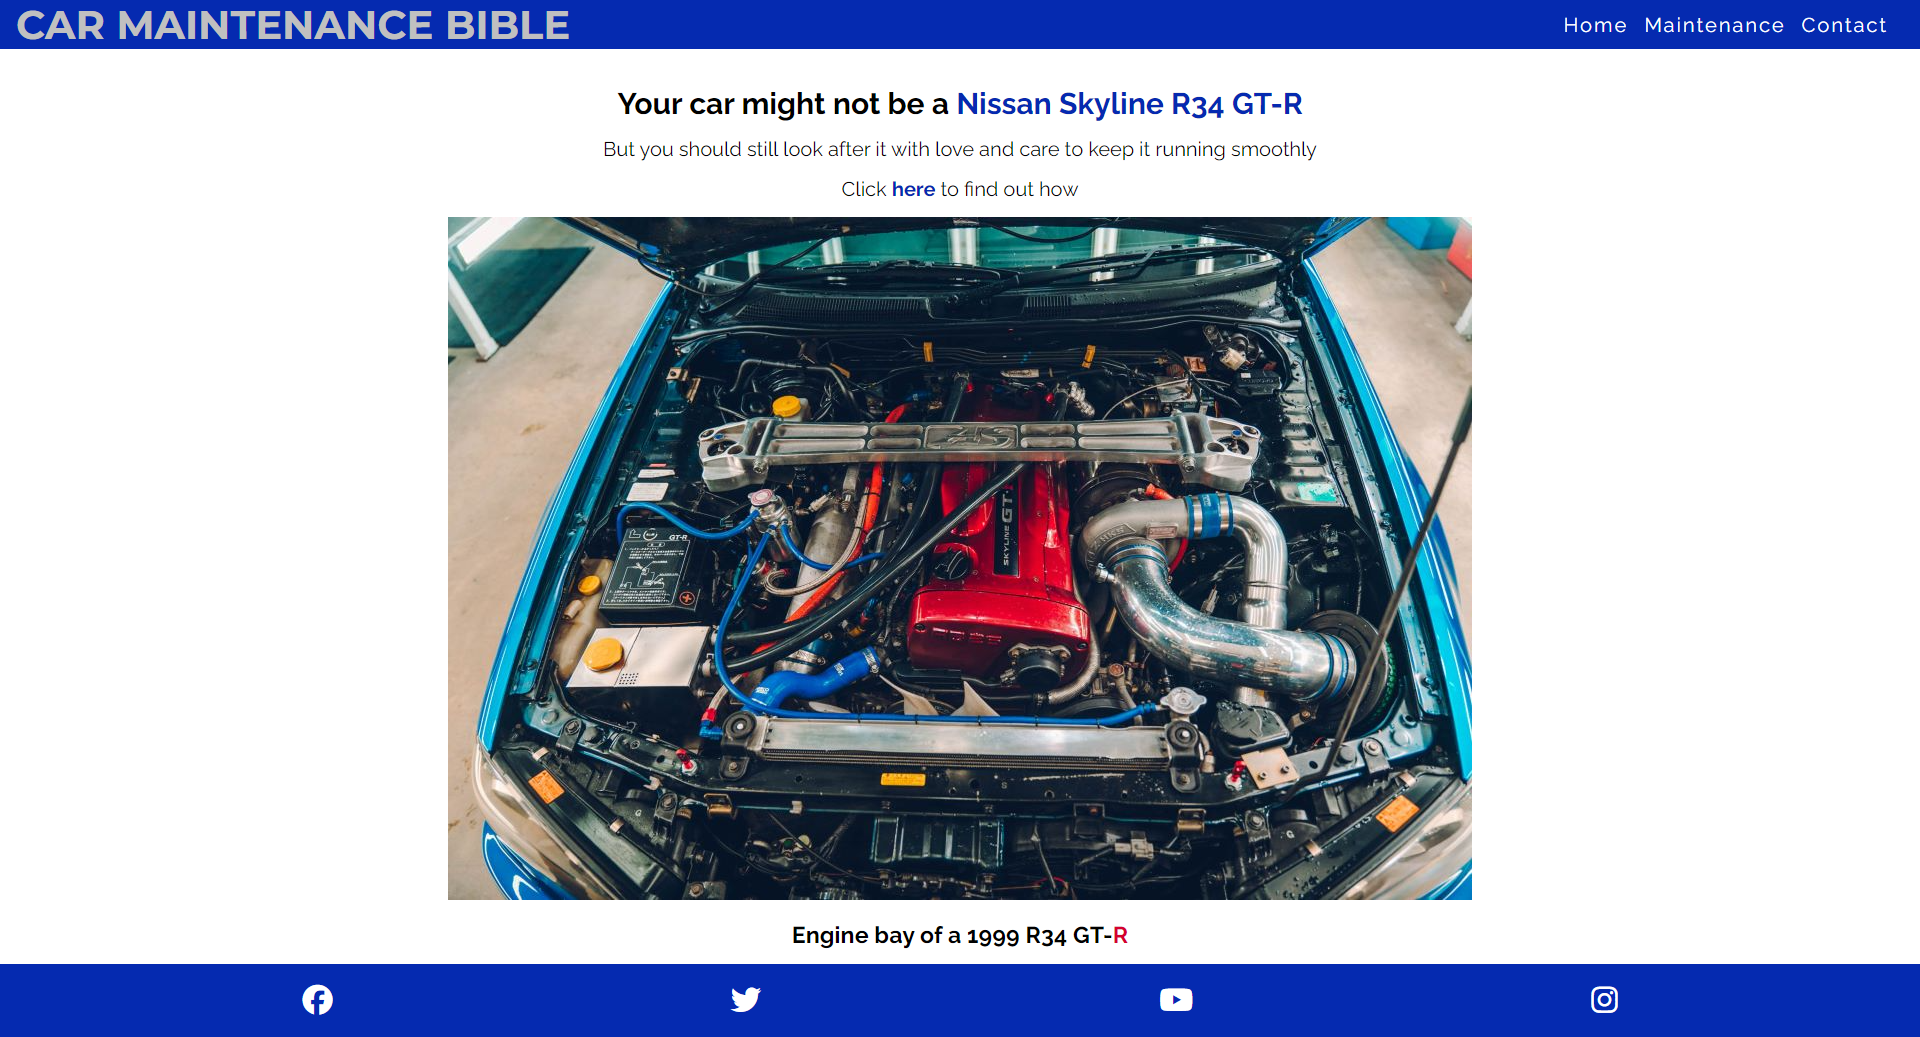 CAR MAINTENANCE BIBLE
Home Maintenance Contact
Your car might not be a Nissan Skyline R34 GT-R
But you should still look after it with love and care to keep it running smoothly
Click here to find out how
GT-R
SKYLINE GT-R
Engine bay of a 1999 R34 GT-R